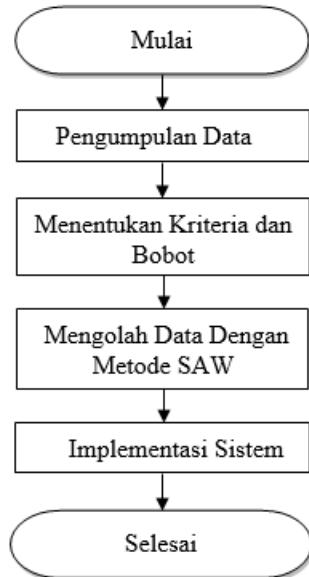 Mulai
Pengumpulan Data
Menentukan Kriteria dan
Bobot
Mengolah Data Dengan
Metode SAW
Implementasi Sistem
Selesai